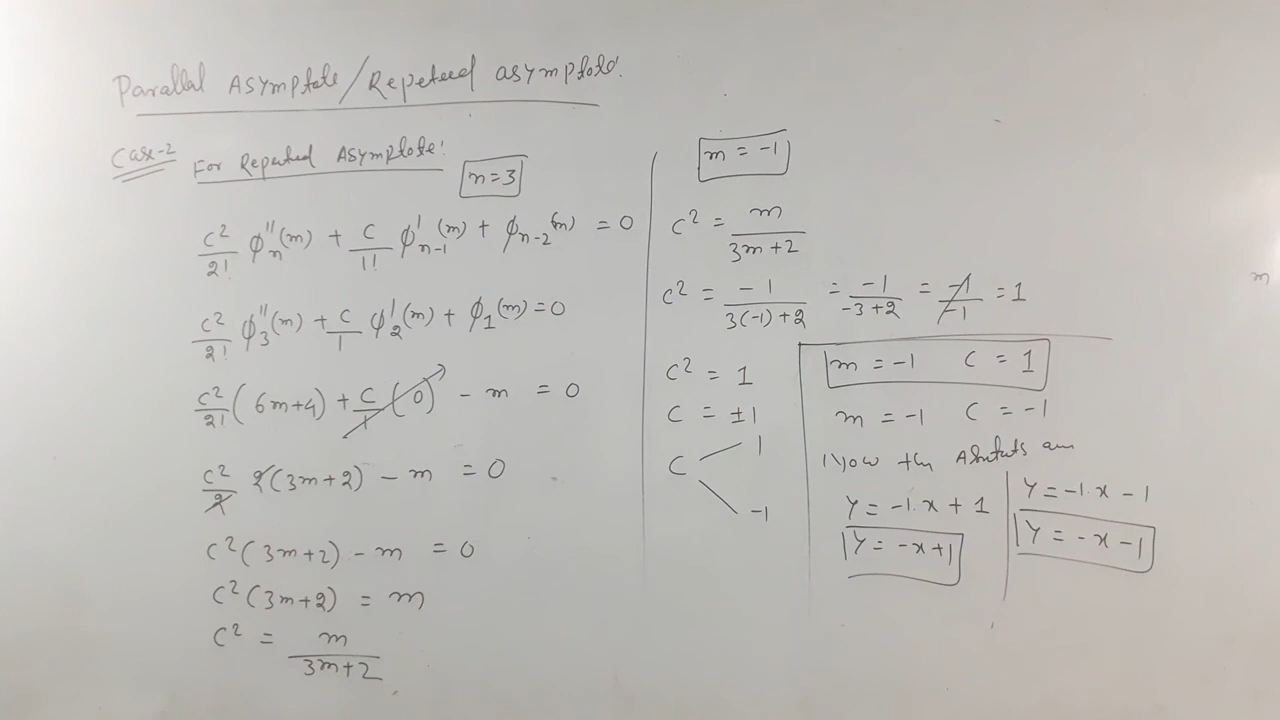 Parallal Asymptote/Repeteed asymptote.
Case-2 For Repeated Asymptote:
n=3
c²/2! φₙ''(m) + c/1! φ'ₙ₋₁(m) + φₙ₋₂(m) = 0
c²/2! φ₃''(m) + c/1 φ₂'(m) + φ₁(m) = 0
c²/2! (6m+4) + c/1 (0) - m = 0
c²/2 2(3m+2) - m = 0
c²(3m+2) - m = 0
c²(3m+2) = m
c² = m/3m+2
m = -1
c² = m/3m+2
c² = -1/3(-1)+2 = -1/-3+2 = -1/-1 = 1
c² = 1
c = ±1
c 1
-1
m = -1 c = 1
m = -1 c = -1
Now the are
y = -1.x + 1
y = -x+1
y = -1.x - 1
y = -x-1
m